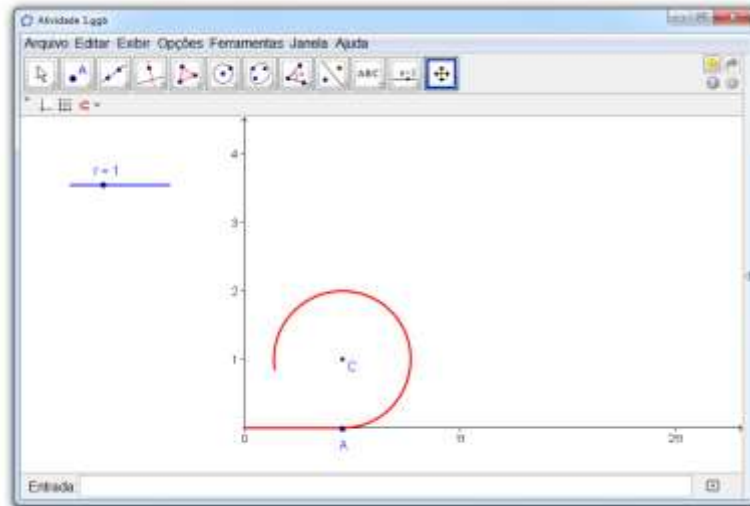 Atividade 1.ggb
Arquivo Editar Exibir Opções Ferramentas Janela Ajuda
A
ABC
r = 1
4
3
2
1
C
0
A
π
2π
Entrada